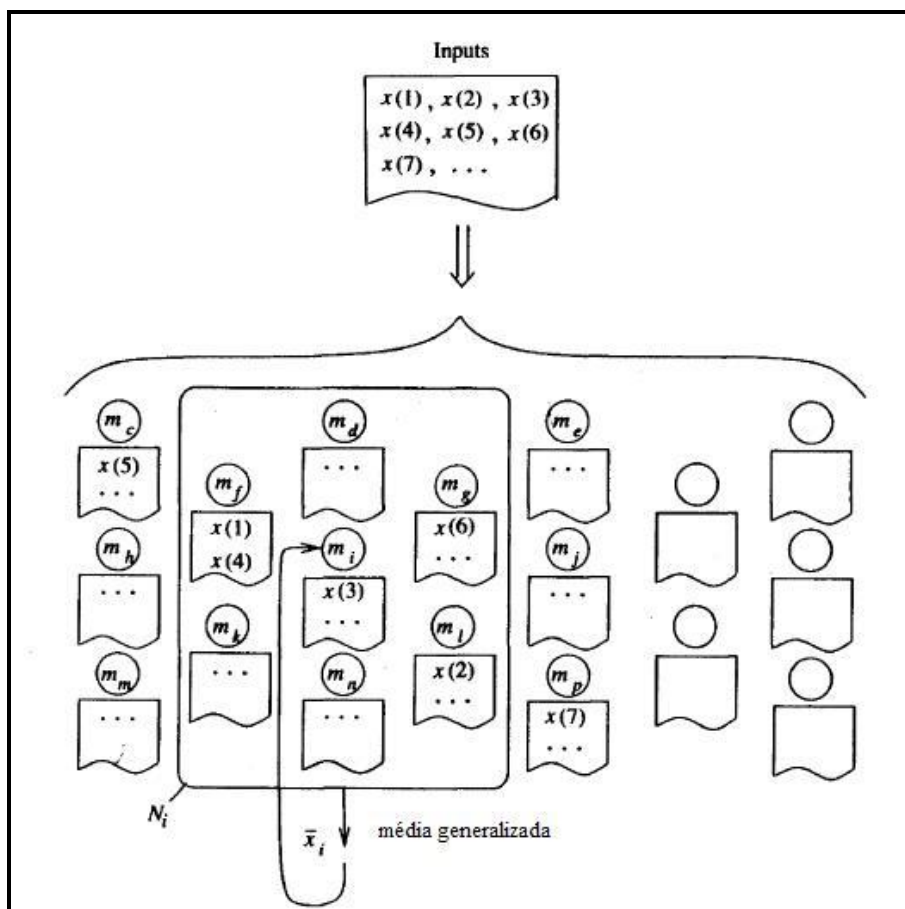 Inputs
x(1), x(2), x(3)
x(4), x(5), x(6)
x(7), . . .
m_c
x(5)
. . .
m_d
. . .
m_e
. . .
m_f
x(1)
x(4)
m_g
x(6)
. . .
m_h
. . .
m_i
x(3)
. . .
m_j
. . .
m_k
. . .
m_l
x(2)
. . .
m_m
. . .
m_n
. . .
m_p
x(7)
. . .
N_i
x̄_i
média generalizada